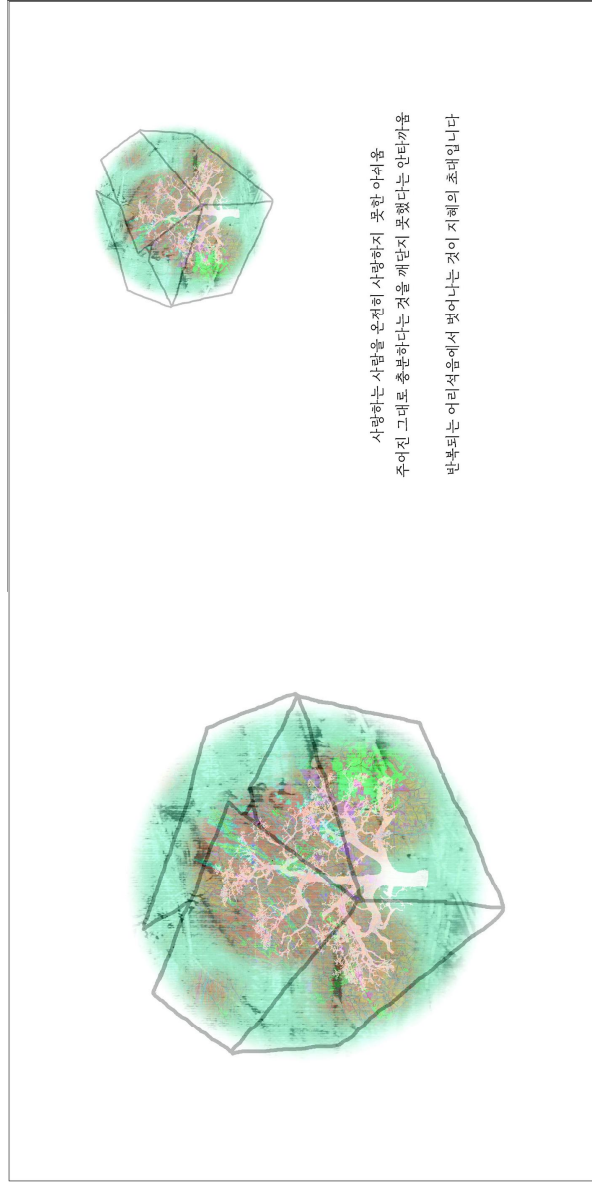 사랑하는 사람을 온전히 사랑하지 못한 아쉬움
주어진 그대로 충분하다는 것을 깨닫지 못했다는 안타까움
반복되는 어리석음에서 벗어나는 것이 지혜의 초대입니다